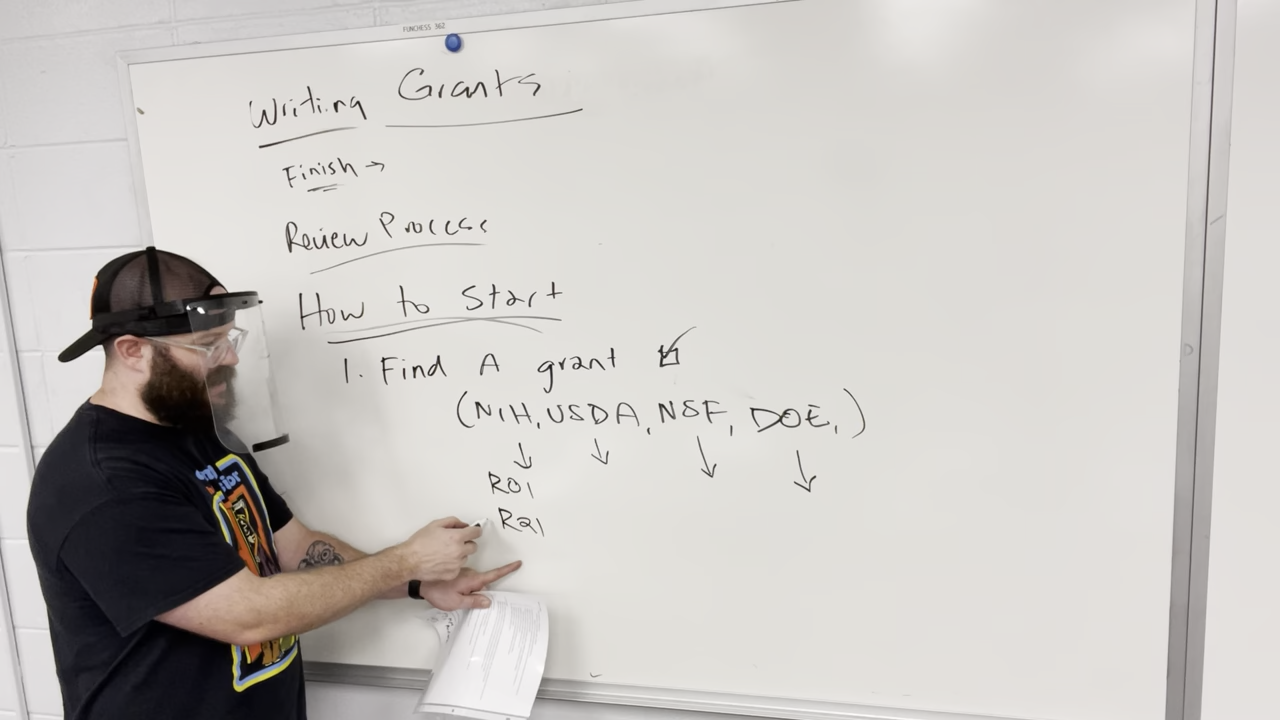 FUNCHESS 362
Writing Grants
Finish →
Review Process
How to Start
1. Find A grant
(NIH, USDA, NSF, DOE, )
↓ ↓ ↓ ↓
R01
R21